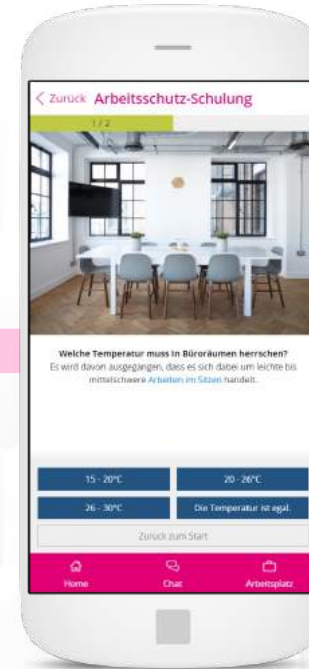 Zurück Arbeitsschutz-Schulung
1 / 2
Welche Temperatur muss in Büroräumen herrschen?
Es wird davon ausgegangen, dass es sich dabei um leichte bis
mittelschwere Arbeiten im Sitzen handelt.
15 - 20°C
20 - 26°C
26 - 30°C
Die Temperatur ist egal.
Zurück zum Start
Home
Chat
Arbeitsplatz